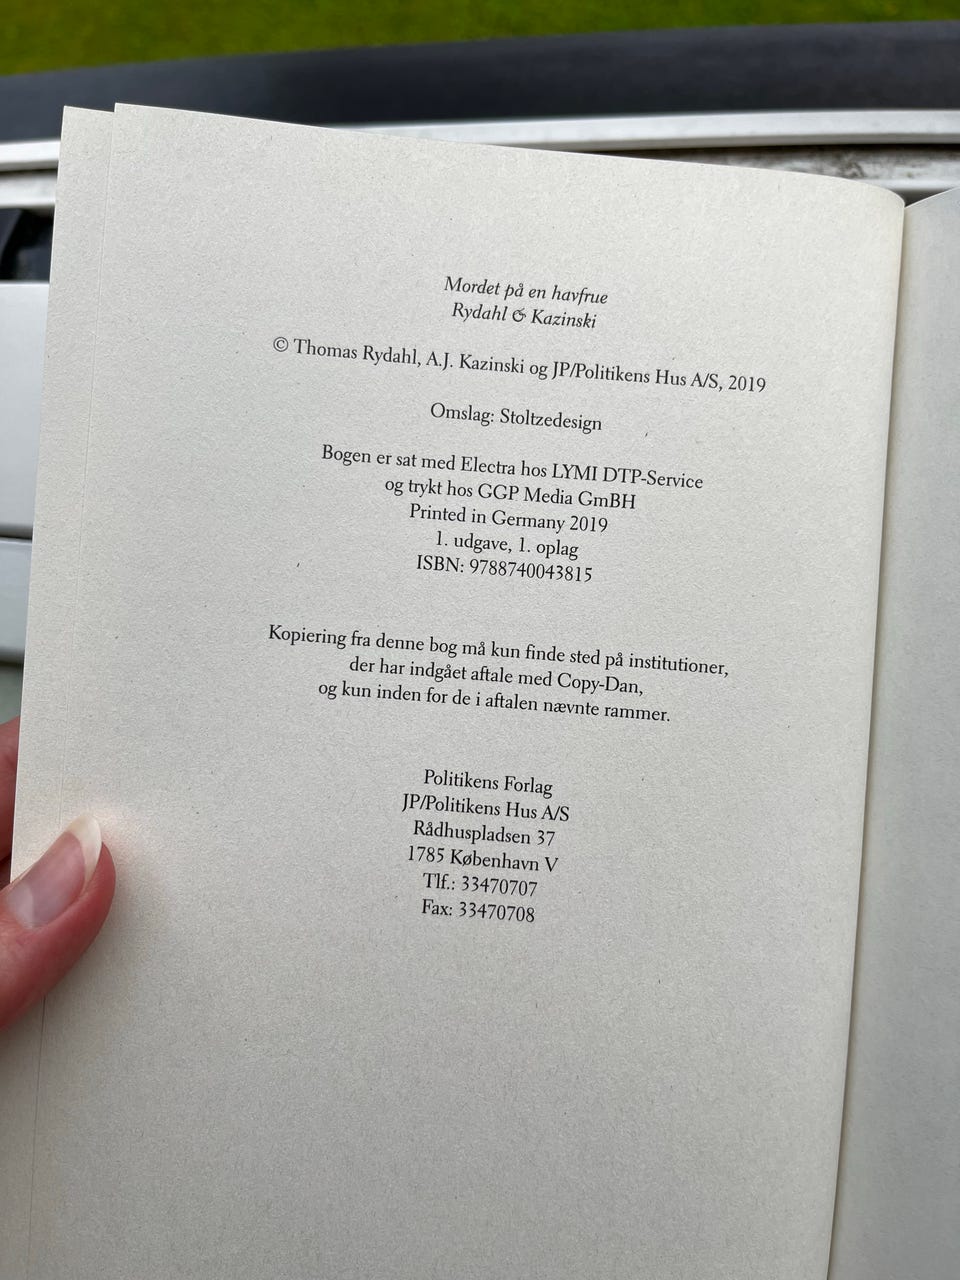 Mordet på en havfrue
Rydahl & Kazinski
© Thomas Rydahl, A.J. Kazinski og JP/Politikens Hus A/S, 2019
Omslag: Stoltzedesign
Bogen er sat med Electra hos LYMI DTP-Service
og trykt hos GGP Media GmBH
Printed in Germany 2019
1. udgave, 1. oplag
ISBN: 9788740043815
Kopiering fra denne bog må kun finde sted på institutioner,
der har indgået aftale med Copy-Dan,
og kun inden for de i aftalen nævnte rammer.
Politikens Forlag
JP/Politikens Hus A/S
Rådhuspladsen 37
1785 København V
Tlf.: 33470707
Fax: 33470708